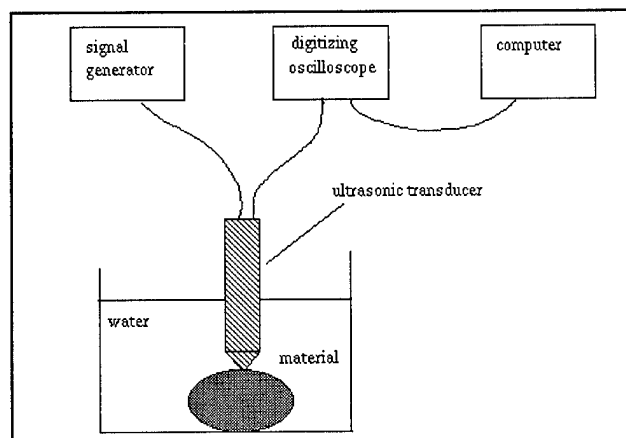 signal
generator
digitizing
oscilloscope
computer
ultrasonic transducer
water
material